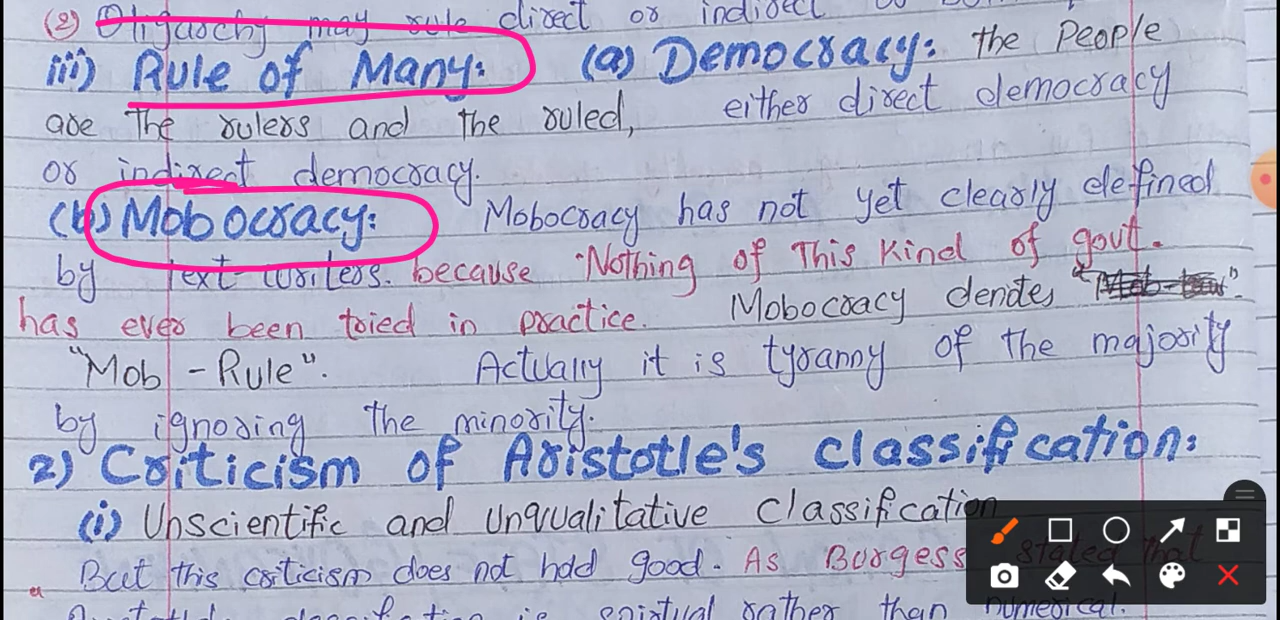 (2) Oligarchy may rule direct or indirect
iii) Rule of Many: (a) Democracy: the People
are the rulers and the ruled, either direct democracy
or indirect democracy.
(b) Mobocracy: Mobocracy has not yet clearly defined
by text-writers. because "Nothing of This Kind of govt.
has ever been tried in practice. Mobocracy denotes
"Mob-Rule". Actually it is tyranny of the majority
by ignoring the minority.
2) Criticism of Aristotle's classification:
(i) Unscientific and Unqualitative Classification
But this criticism does not hold good. As Burgess stated that
is spirtual rather than numerical.